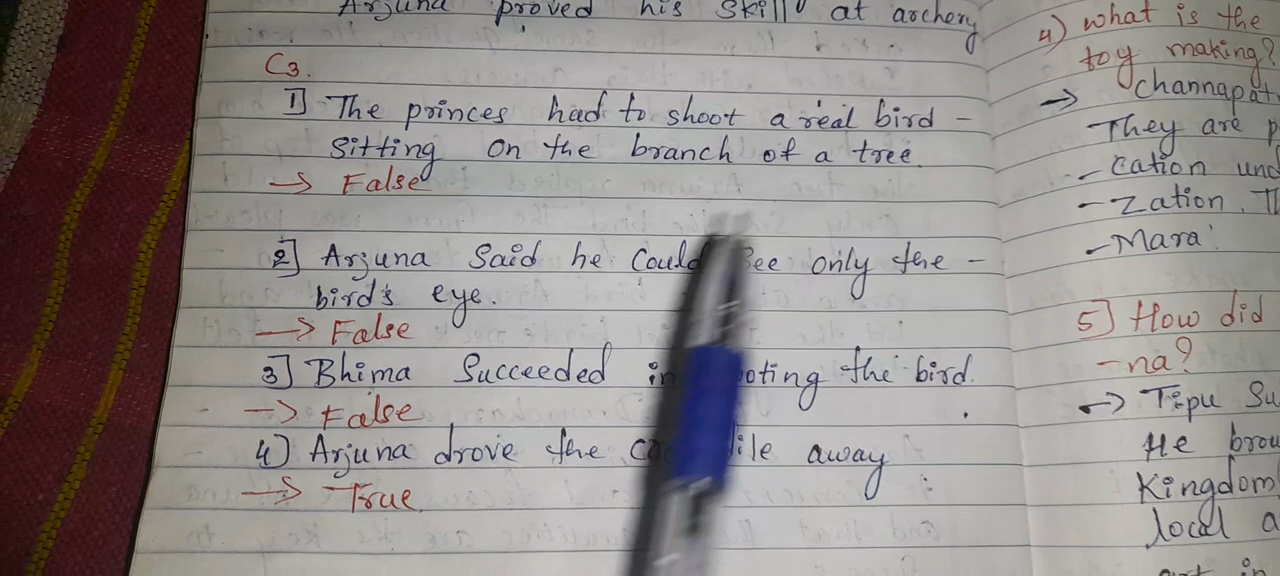 Arjuna proved his skill at archery
C3.
1] The princes had to shoot a real bird -
sitting on the branch of a tree.
→ False
2] Arjuna said he could see only the -
bird's eye.
→ False
3] Bhima Succeeded in the bird.
→ False
4) Arjuna drove the away
→ True.
4) what is the
toy making?
→ channapat
They are p
- cation und
- zation. T
- Mara
5] How did
- na?
→ Tipu Su
He brou
Kingdom
local a